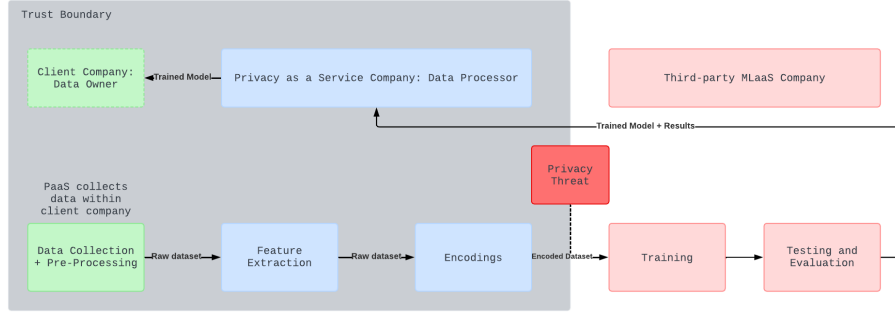 Trust Boundary
Client Company:
Data Owner
Trained Model
Privacy as a Service Company: Data Processor
Third-party MLaaS Company
Trained Model + Results
Privacy
Threat
PaaS collects
data within
client company
Data Collection
+ Pre-Processing
Raw dataset
Feature
Extraction
Raw dataset
Encodings
Encoded Dataset
Training
Testing and
Evaluation